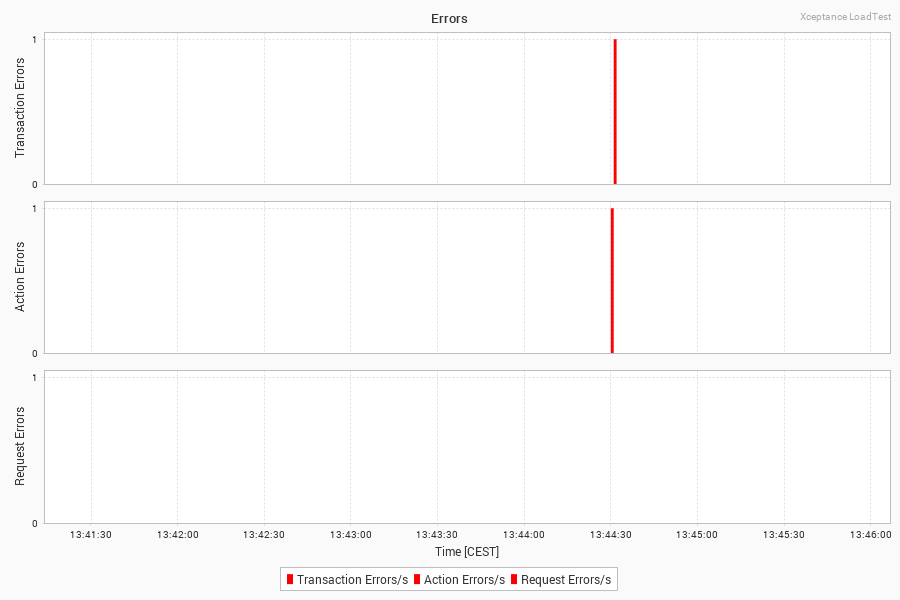 Errors
Xceptance LoadTest
Transaction Errors
1
0
Action Errors
1
0
Request Errors
1
0
13:41:30 13:42:00 13:42:30 13:43:00 13:43:30 13:44:00 13:44:30 13:45:00 13:45:30 13:46:00
Time [CEST]
Transaction Errors/s Action Errors/s Request Errors/s